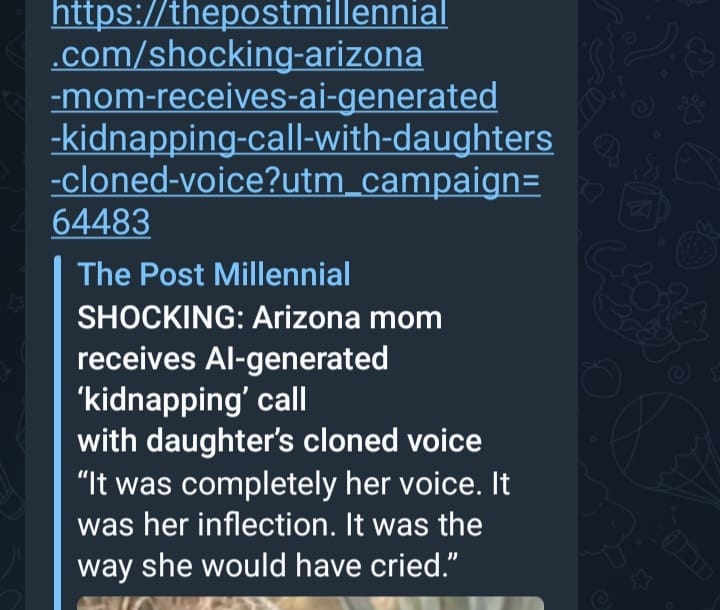 https://thepostmillennial
.com/shocking-arizona
-mom-receives-ai-generated
-kidnapping-call-with-daughters
-cloned-voice?utm_campaign=
64483
The Post Millennial
SHOCKING: Arizona mom
receives AI-generated
‘kidnapping’ call
with daughter’s cloned voice
“It was completely her voice. It
was her inflection. It was the
way she would have cried.”